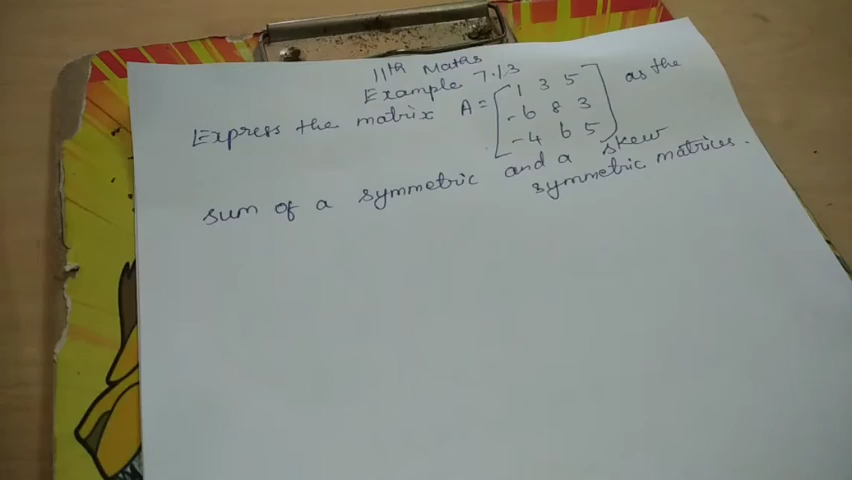 11th Maths
Example 7.13
Express the matrix A = [1 3 5 as the
-6 8 3
-4 6 5]
sum of a symmetric and a skew
symmetric matrices.